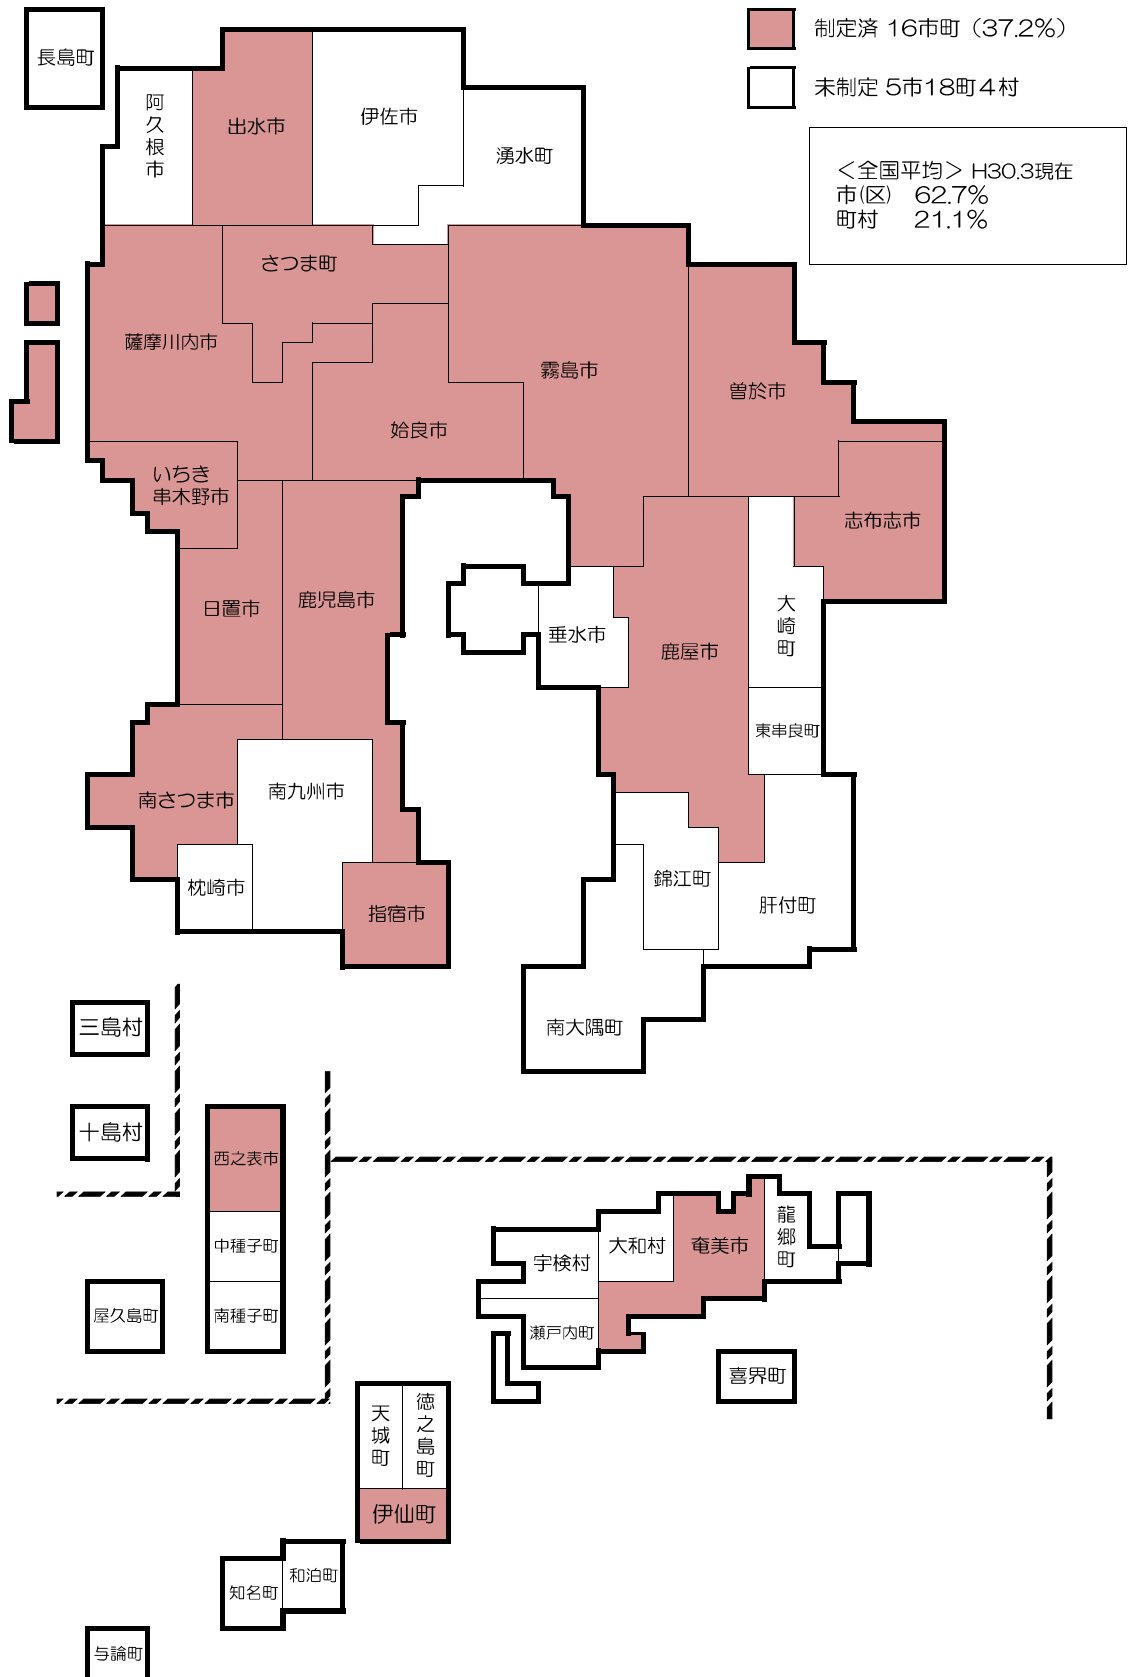 制定済 16市町（37.2％）
未制定 5市18町4村
＜全国平均＞ H30.3現在
市(区) 62.7％
町村 21.1％
長島町
阿久根市
出水市
伊佐市
湧水町
さつま町
薩摩川内市
霧島市
曽於市
姶良市
いちき
串木野市
志布志市
日置市
鹿児島市
垂水市
鹿屋市
大崎町
東串良町
南さつま市
南九州市
枕崎市
指宿市
錦江町
肝付町
南大隅町
三島村
十島村
西之表市
中種子町
南種子町
屋久島町
宇検村
大和村
奄美市
龍郷町
瀬戸内町
喜界町
天城町
徳之島町
伊仙町
和泊町
知名町
与論町